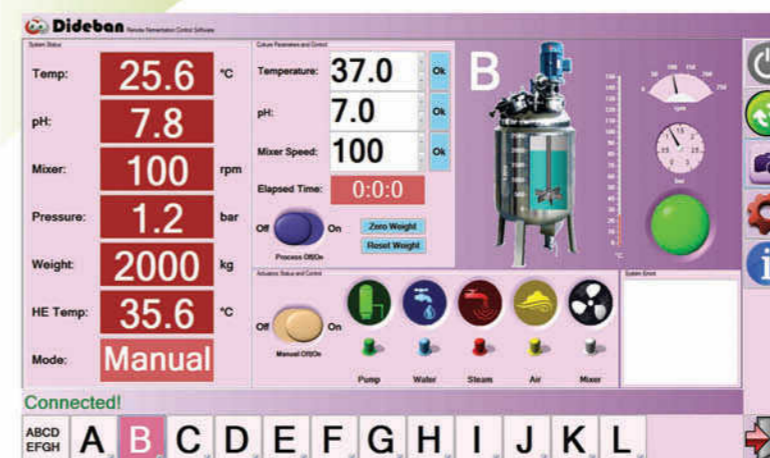 Dideban Remote Fermentation Control Software
System Status
Temp: 25.6 °C
pH: 7.8
Mixer: 100 rpm
Pressure: 1.2 bar
Weight: 2000 kg
HE Temp: 35.6 °C
Mode: Manual
Culture Parameters and Control
Temperature: 37.0 Ok
pH: 7.0 Ok
Mixer Speed: 100 Ok
Elapsed Time: 0:0:0
Off On
Process Off/On
Zero Weight
Reset Weight
B
°C
rpm
bar
Actuators Status and Control
Off On
Manual Off/On
Pump Water Steam Air Mixer
System Errors
Connected!
ABCD
EFGH
A B C D E F G H I J K L